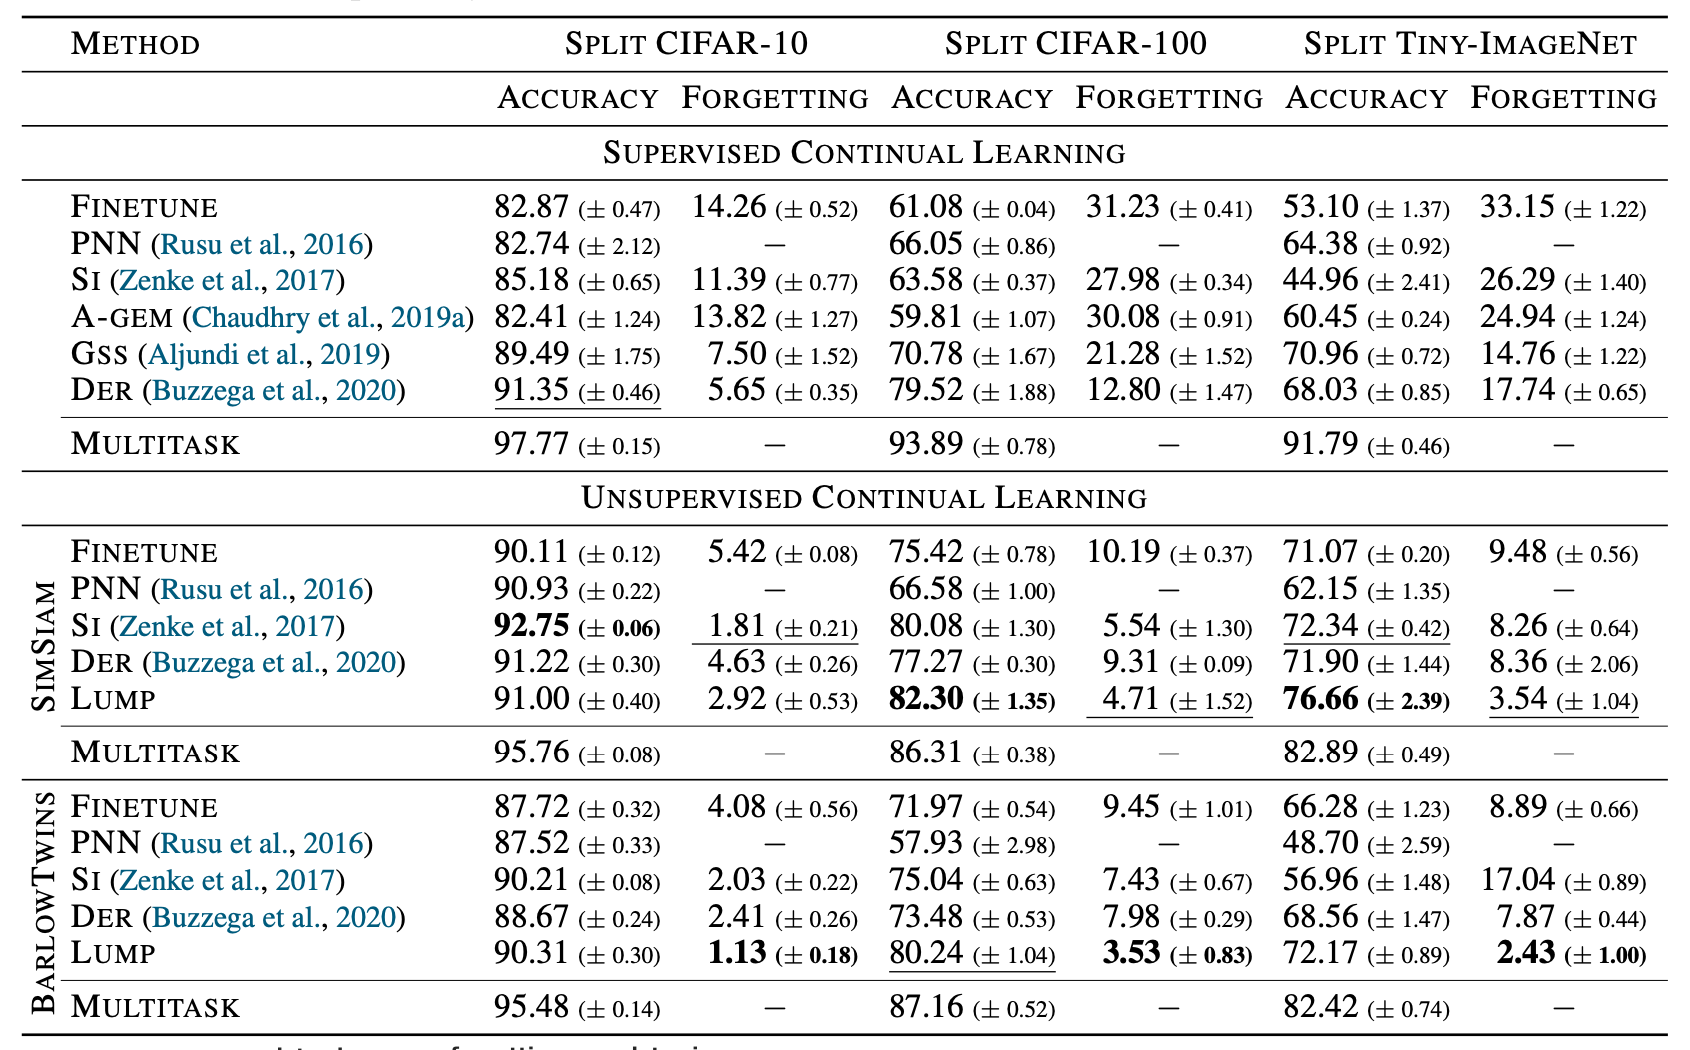 METHOD SPLIT CIFAR-10 SPLIT CIFAR-100 SPLIT TINY-IMAGENET
ACCURACY FORGETTING ACCURACY FORGETTING ACCURACY FORGETTING
SUPERVISED CONTINUAL LEARNING
FINETUNE 82.87 (± 0.47) 14.26 (± 0.52) 61.08 (± 0.04) 31.23 (± 0.41) 53.10 (± 1.37) 33.15 (± 1.22)
PNN (Rusu et al., 2016) 82.74 (± 2.12) – 66.05 (± 0.86) – 64.38 (± 0.92) –
SI (Zenke et al., 2017) 85.18 (± 0.65) 11.39 (± 0.77) 63.58 (± 0.37) 27.98 (± 0.34) 44.96 (± 2.41) 26.29 (± 1.40)
A-GEM (Chaudhry et al., 2019a) 82.41 (± 1.24) 13.82 (± 1.27) 59.81 (± 1.07) 30.08 (± 0.91) 60.45 (± 0.24) 24.94 (± 1.24)
GSS (Aljundi et al., 2019) 89.49 (± 1.75) 7.50 (± 1.52) 70.78 (± 1.67) 21.28 (± 1.52) 70.96 (± 0.72) 14.76 (± 1.22)
DER (Buzzega et al., 2020) 91.35 (± 0.46) 5.65 (± 0.35) 79.52 (± 1.88) 12.80 (± 1.47) 68.03 (± 0.85) 17.74 (± 0.65)
MULTITASK 97.77 (± 0.15) – 93.89 (± 0.78) – 91.79 (± 0.46) –
UNSUPERVISED CONTINUAL LEARNING
SIMSIAM
FINETUNE 90.11 (± 0.12) 5.42 (± 0.08) 75.42 (± 0.78) 10.19 (± 0.37) 71.07 (± 0.20) 9.48 (± 0.56)
PNN (Rusu et al., 2016) 90.93 (± 0.22) – 66.58 (± 1.00) – 62.15 (± 1.35) –
SI (Zenke et al., 2017) 92.75 (± 0.06) 1.81 (± 0.21) 80.08 (± 1.30) 5.54 (± 1.30) 72.34 (± 0.42) 8.26 (± 0.64)
DER (Buzzega et al., 2020) 91.22 (± 0.30) 4.63 (± 0.26) 77.27 (± 0.30) 9.31 (± 0.09) 71.90 (± 1.44) 8.36 (± 2.06)
LUMP 91.00 (± 0.40) 2.92 (± 0.53) 82.30 (± 1.35) 4.71 (± 1.52) 76.66 (± 2.39) 3.54 (± 1.04)
MULTITASK 95.76 (± 0.08) – 86.31 (± 0.38) – 82.89 (± 0.49) –
BARLOWTWINS
FINETUNE 87.72 (± 0.32) 4.08 (± 0.56) 71.97 (± 0.54) 9.45 (± 1.01) 66.28 (± 1.23) 8.89 (± 0.66)
PNN (Rusu et al., 2016) 87.52 (± 0.33) – 57.93 (± 2.98) – 48.70 (± 2.59) –
SI (Zenke et al., 2017) 90.21 (± 0.08) 2.03 (± 0.22) 75.04 (± 0.63) 7.43 (± 0.67) 56.96 (± 1.48) 17.04 (± 0.89)
DER (Buzzega et al., 2020) 88.67 (± 0.24) 2.41 (± 0.26) 73.48 (± 0.53) 7.98 (± 0.29) 68.56 (± 1.47) 7.87 (± 0.44)
LUMP 90.31 (± 0.30) 1.13 (± 0.18) 80.24 (± 1.04) 3.53 (± 0.83) 72.17 (± 0.89) 2.43 (± 1.00)
MULTITASK 95.48 (± 0.14) – 87.16 (± 0.52) – 82.42 (± 0.74) –